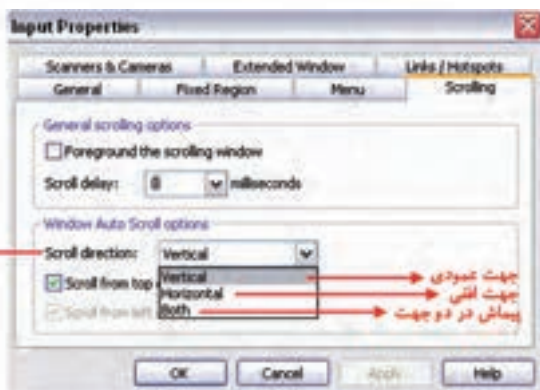 Input Properties
Scanners & Cameras Extended Window Links / Hotspots
General Fixed Region Menu Scrolling
General scrolling options
Foreground the scrolling window
Scroll delay: 0 milliseconds
Window Auto Scroll options
Scroll direction: Vertical
Vertical جهت عمودی
Scroll from top
Horizontal جهت افقی
Both پیمایش در دو جهت
Scroll from left
OK Cancel Apply Help